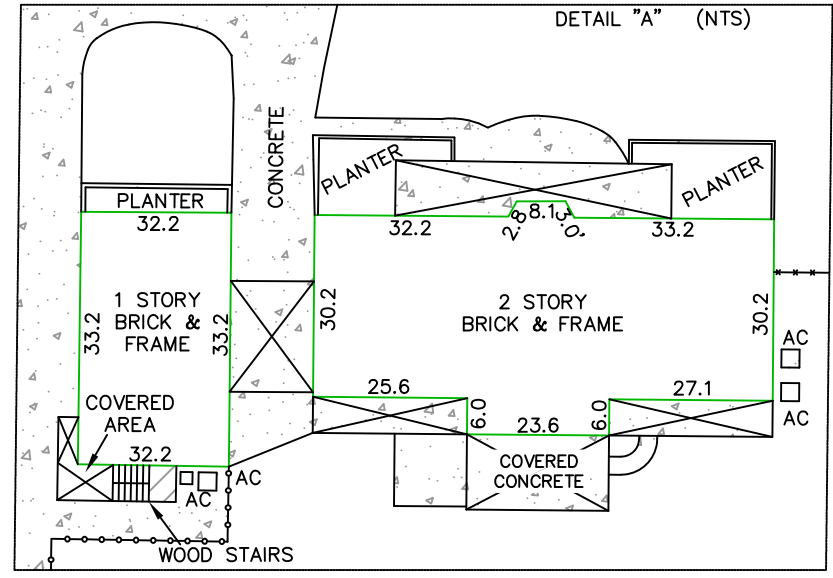 DETAIL "A" (NTS)
CONCRETE
PLANTER
PLANTER
PLANTER
32.2
32.2
2.8
8.1
3.0'
33.2
1 STORY
BRICK &
FRAME
33.2
33.2
30.2
2 STORY
BRICK & FRAME
30.2
AC
AC
25.6
6.0
23.6
6.0
27.1
COVERED
AREA
32.2
AC
AC
COVERED
CONCRETE
WOOD STAIRS